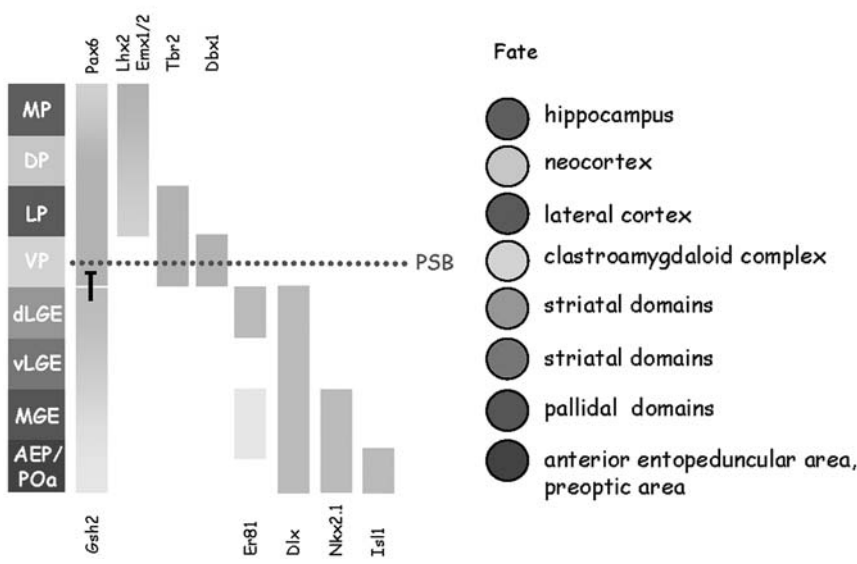 Pax6
Lhx2
Emx1/2
Tbr2
Dbx1
MP
DP
LP
VP
dLGE
vLGE
MGE
AEP/
POa
PSB
Gsh2
Er81
Dlx
Nkx2.1
Isl1
Fate
hippocampus
neocortex
lateral cortex
clastroamygdaloid complex
striatal domains
striatal domains
pallidal domains
anterior entopeduncular area,
preoptic area